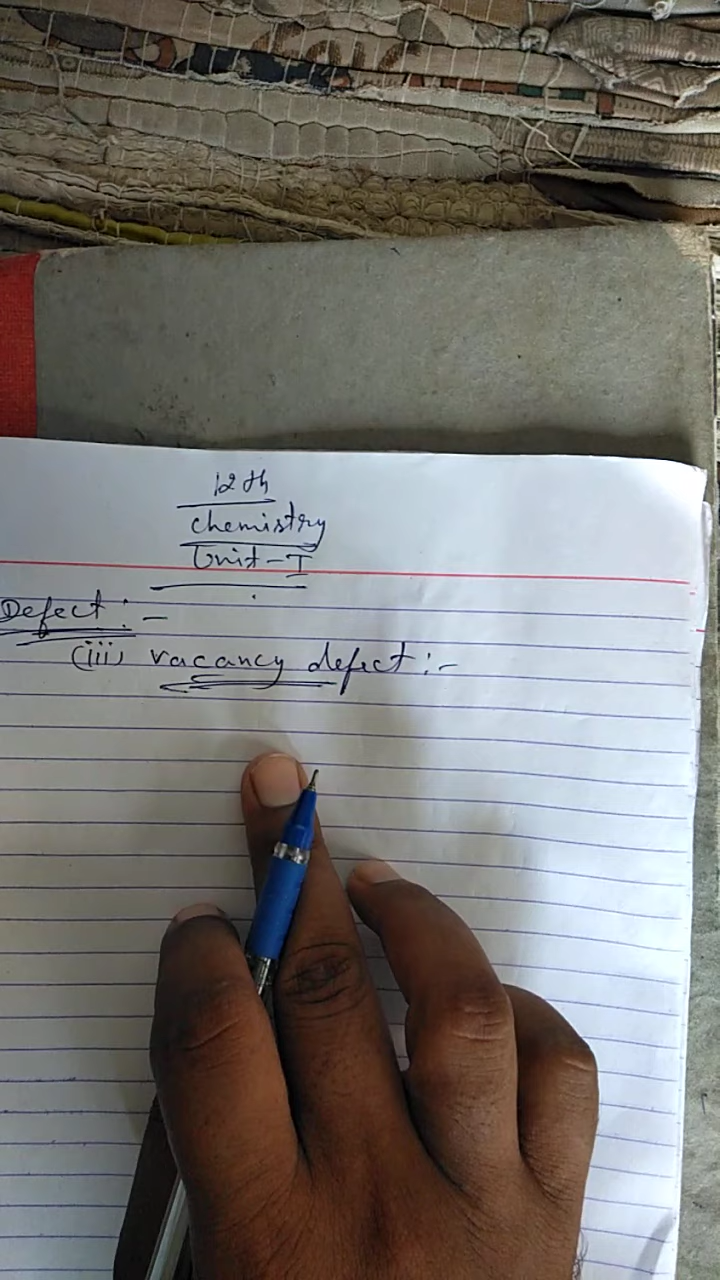 12th
chemistry
Unit-I
Defect:-
(iii) vacancy defect:-